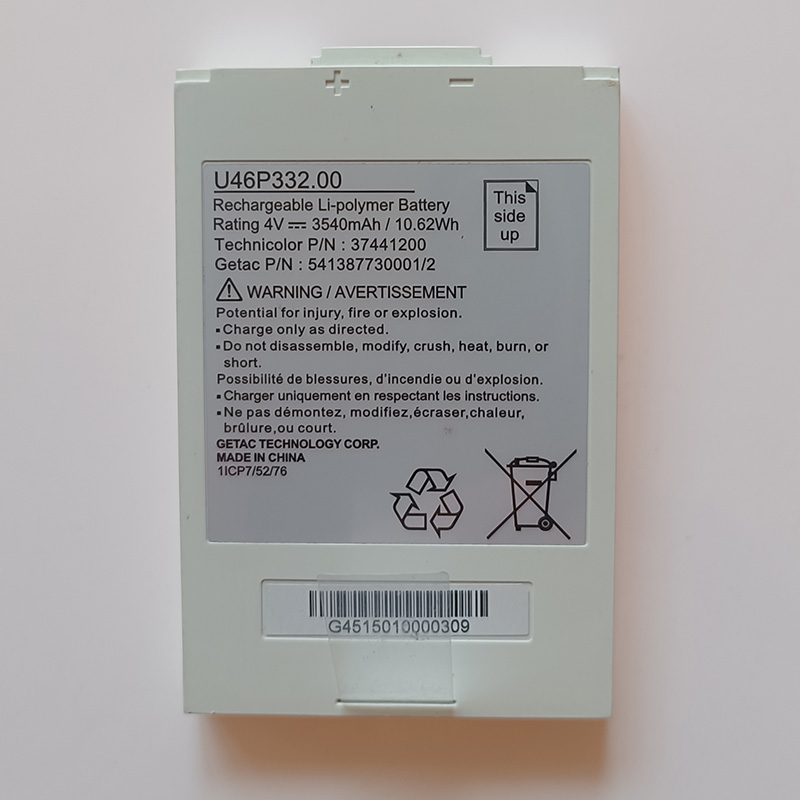 + −
U46P332.00
Rechargeable Li-polymer Battery
Rating 4V ⎓ 3540mAh / 10.62Wh
Technicolor P/N : 37441200
Getac P/N : 541387730001/2
This
side
up
WARNING / AVERTISSEMENT
Potential for injury, fire or explosion.
▪ Charge only as directed.
▪ Do not disassemble, modify, crush, heat, burn, or
short.
Possibilité de blessures, d'incendie ou d'explosion.
▪ Charger uniquement en respectant les instructions.
▪ Ne pas démontez, modifiez,écraser,chaleur,
brûlure,ou court.
GETAC TECHNOLOGY CORP.
MADE IN CHINA
1ICP7/52/76
G4515010000309